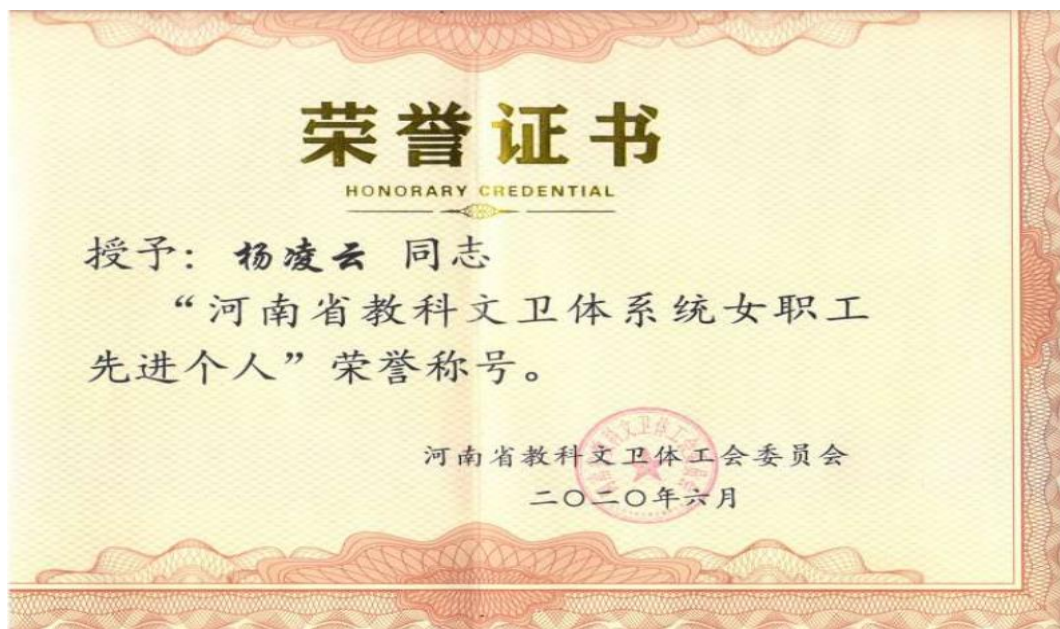 荣誉证书
HONORARY CREDENTIAL
授予：杨凌云 同志
“河南省教科文卫体系统女职工
先进个人”荣誉称号。
河南省教科文卫体工会委员会
二〇二〇年六月